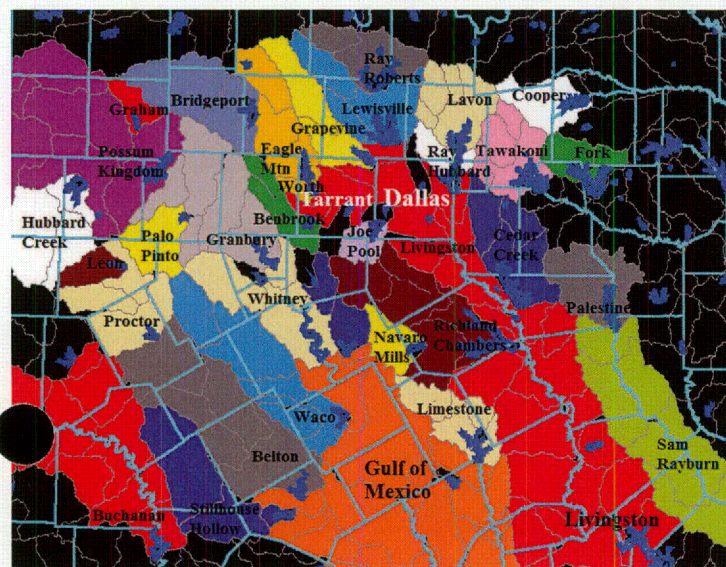 Ray
Roberts
Graham
Bridgeport
Lewisville
Lavon
Cooper
Grapevine
Possum
Kingdom
Eagle
Mtn
Worth
Ray
Hubbard
Tawakoni
Fork
Tarrant Dallas
Hubbard
Creek
Palo
Pinto
Granbury
Benbrook
Joe
Pool
Livingston
Cedar
Creek
Leon
Whitney
Palestine
Proctor
Navaro
Mills
Richland
Chambers
Waco
Limestone
Belton
Gulf of
Mexico
Sam
Rayburn
Buchanan
Stillhouse
Hollow
Livingston